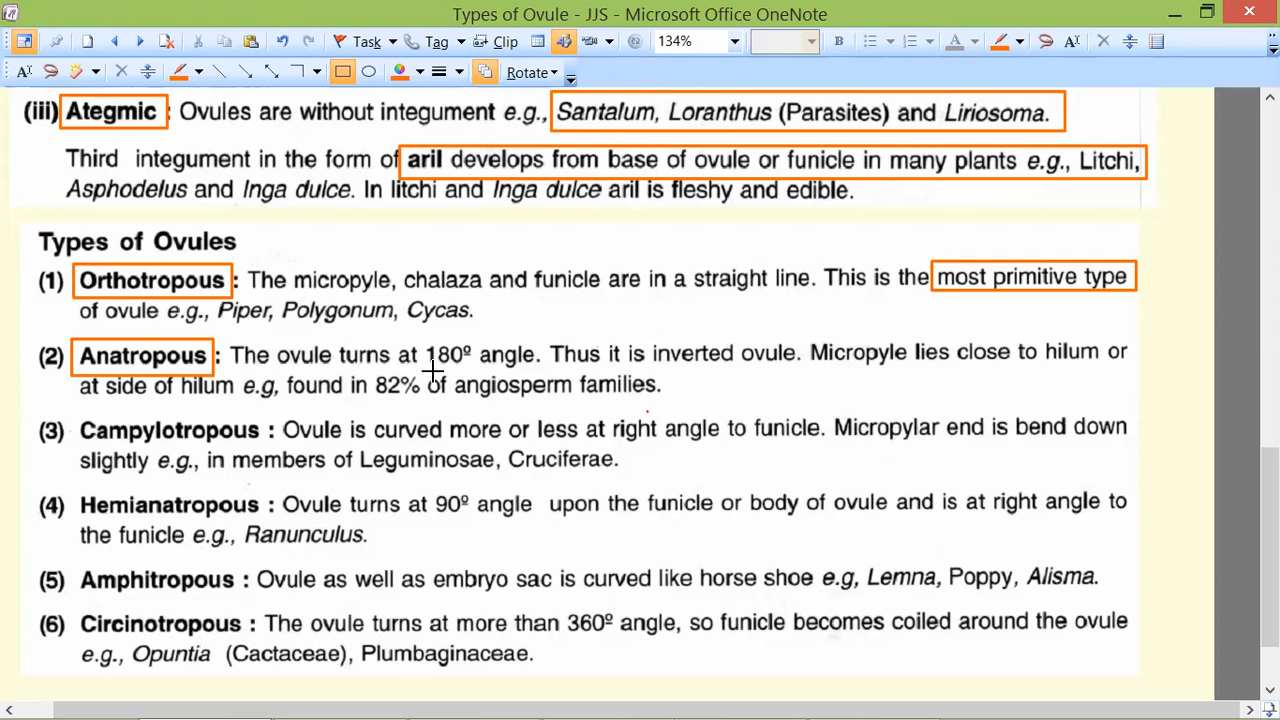 Types of Ovule - JJS - Microsoft Office OneNote
Task Tag Clip 134% B A A
A Rotate
(iii) Ategmic : Ovules are without integument e.g., Santalum, Loranthus (Parasites) and Liriosoma.
Third integument in the form of aril develops from base of ovule or funicle in many plants e.g., Litchi,
Asphodelus and Inga dulce. In litchi and Inga dulce aril is fleshy and edible.
Types of Ovules
(1) Orthotropous : The micropyle, chalaza and funicle are in a straight line. This is the most primitive type
of ovule e.g., Piper, Polygonum, Cycas.
(2) Anatropous : The ovule turns at 180º angle. Thus it is inverted ovule. Micropyle lies close to hilum or
at side of hilum e.g, found in 82% of angiosperm families.
(3) Campylotropous : Ovule is curved more or less at right angle to funicle. Micropylar end is bend down
slightly e.g., in members of Leguminosae, Cruciferae.
(4) Hemianatropous : Ovule turns at 90º angle upon the funicle or body of ovule and is at right angle to
the funicle e.g., Ranunculus.
(5) Amphitropous : Ovule as well as embryo sac is curved like horse shoe e.g, Lemna, Poppy, Alisma.
(6) Circinotropous : The ovule turns at more than 360º angle, so funicle becomes coiled around the ovule
e.g., Opuntia (Cactaceae), Plumbaginaceae.